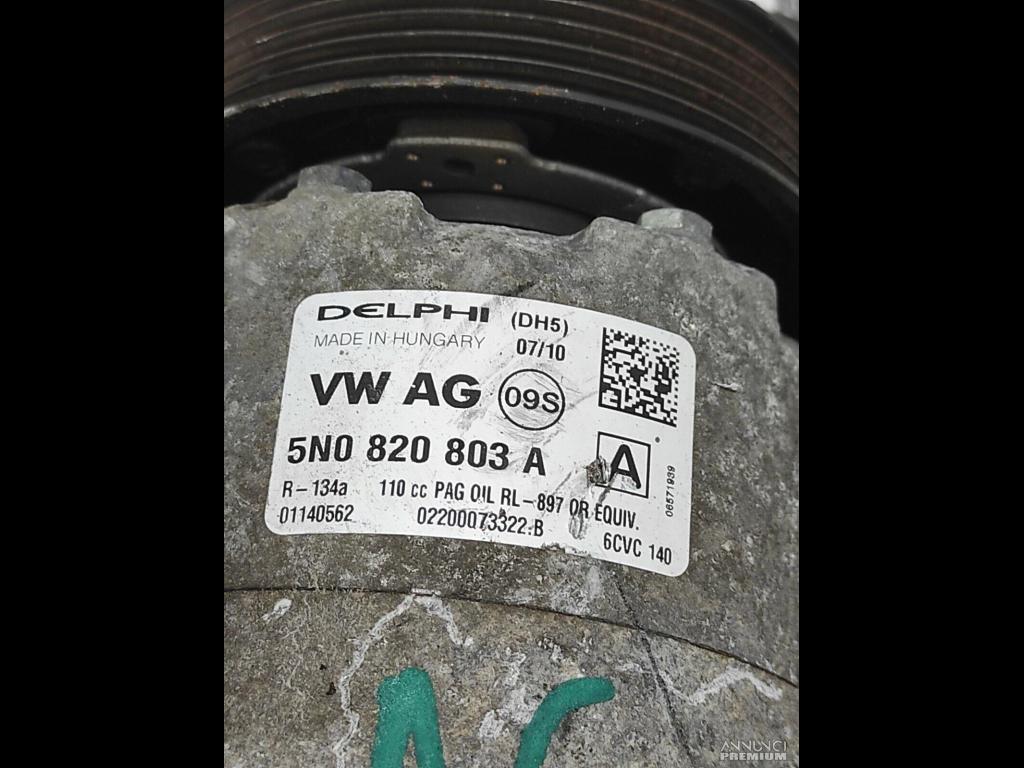 DELPHI (DH5)
MADE IN HUNGARY 07/10
VW AG 09S
5N0 820 803 A A
R-134a 110 cc PAG OIL RL-897 OR EQUIV.
01140562 02200073322.B 6CVC 140
06571939
ANNUNCI
PREMIUM